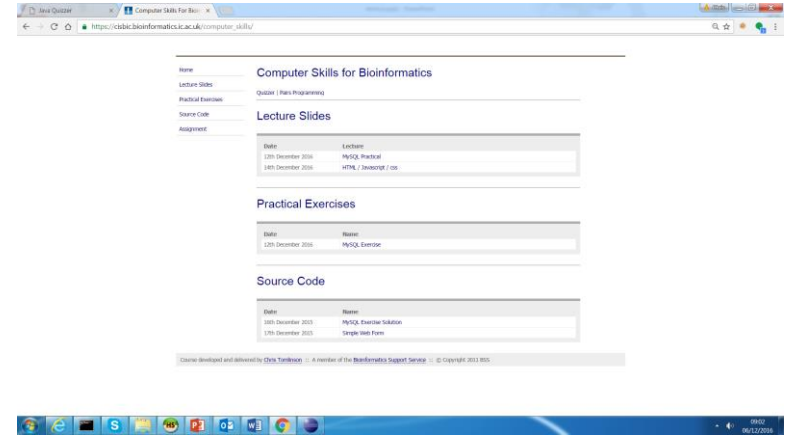 Java Quizzer
Computer Skills For Bioin
https://cisbic.bioinformatics.ic.ac.uk/computer_skills/
Home
Lecture Slides
Practical Exercises
Source Code
Assignment
Computer Skills for Bioinformatics
Quizzer | Pairs Programming
Lecture Slides
Date Lecture
12th December 2016 MySQL Practical
14th December 2016 HTML / Javascript / css
Practical Exercises
Date Name
12th December 2016 MySQL Exercise
Source Code
Date Name
16th December 2015 MySQL Exercise Solution
17th December 2015 Simple Web Form
Course developed and delivered by Chris Tomlinson :: A member of the Bioinformatics Support Service :: © Copyright 2011 BSS
09:02
06/12/2016